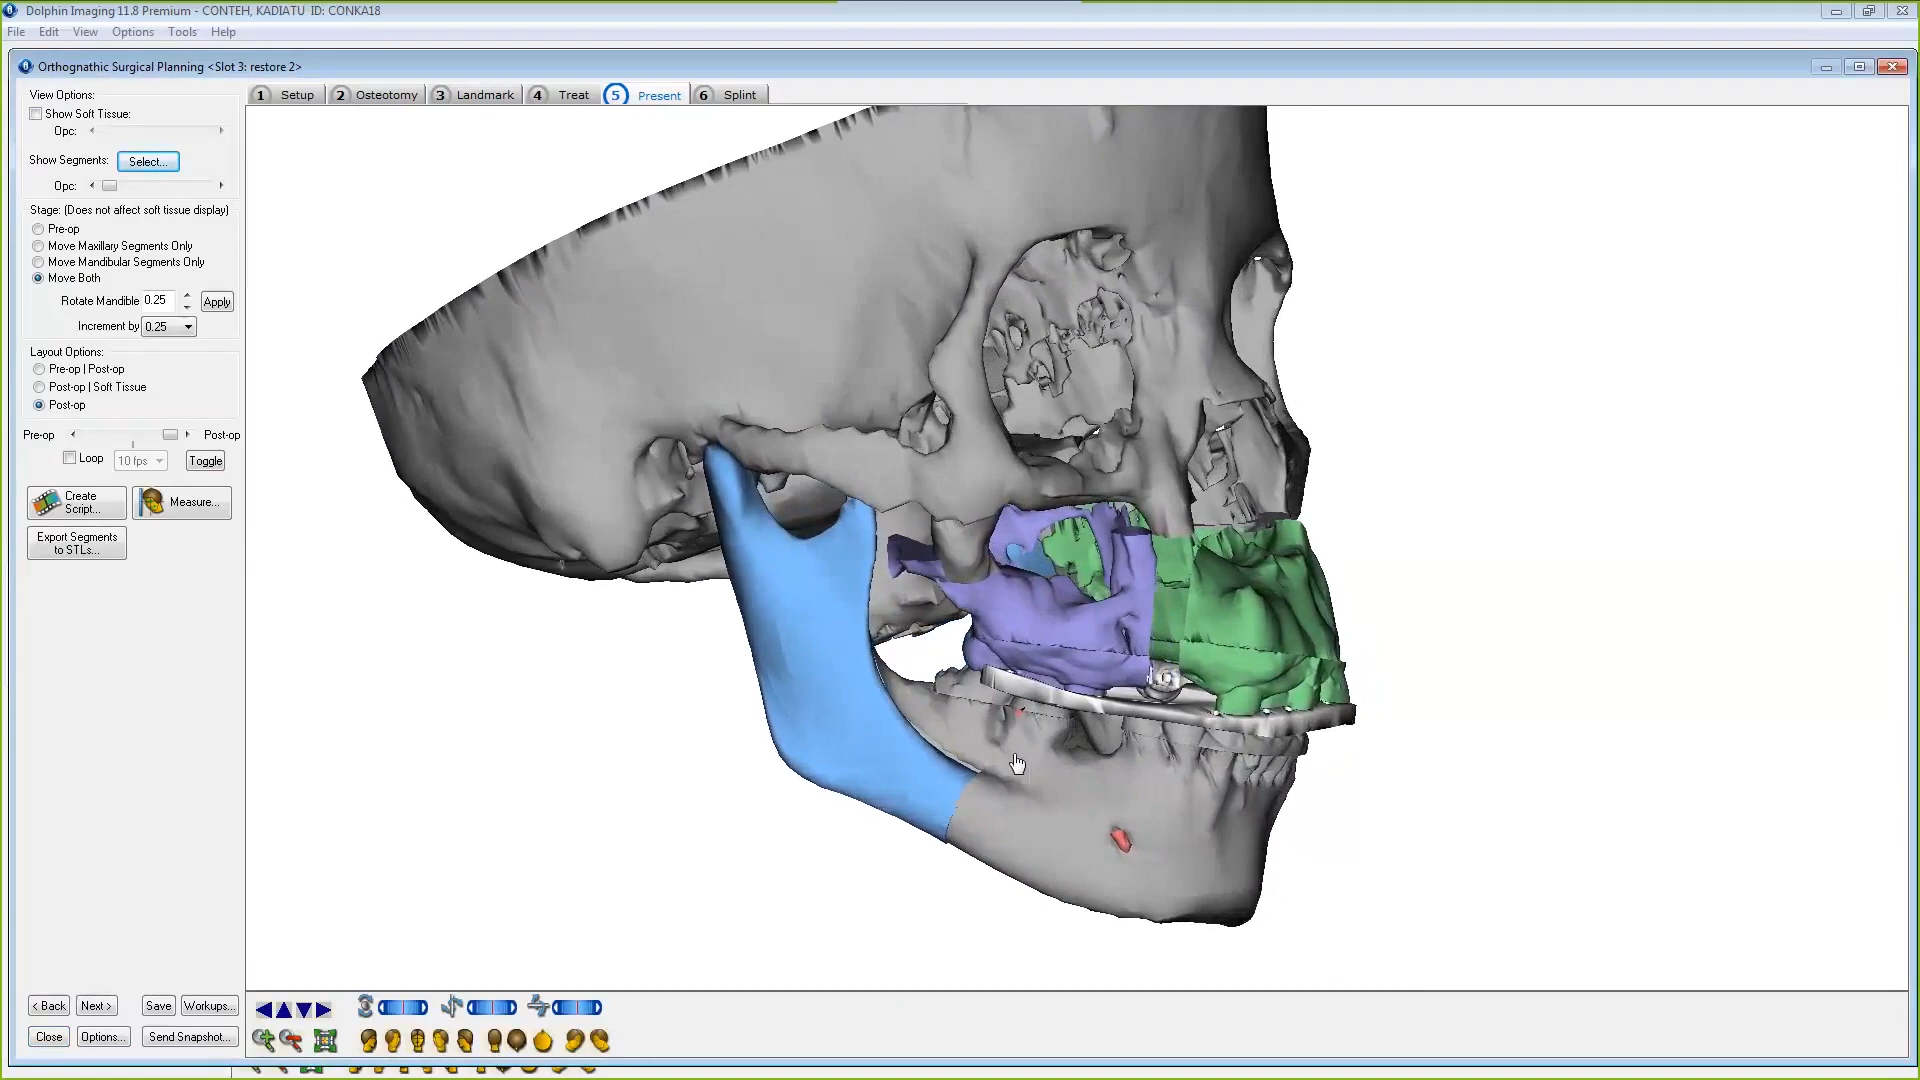 Dolphin Imaging 11.8 Premium - CONTEH, KADIATU ID: CONKA18
File Edit View Options Tools Help
Orthognathic Surgical Planning <Slot 3: restore 2>
1 Setup 2 Osteotomy 3 Landmark 4 Treat 5 Present 6 Splint
View Options:
Show Soft Tissue:
Opc:
Show Segments: Select...
Opc:
Stage: (Does not affect soft tissue display)
Pre-op
Move Maxillary Segments Only
Move Mandibular Segments Only
Move Both
Rotate Mandible 0.25 Apply
Increment by 0.25
Layout Options:
Pre-op | Post-op
Post-op | Soft Tissue
Post-op
Pre-op Post-op
Loop 10 fps Toggle
Create Script... Measure...
Export Segments to STLs...
< Back Next > Save Workups...
Close Options... Send Snapshot...